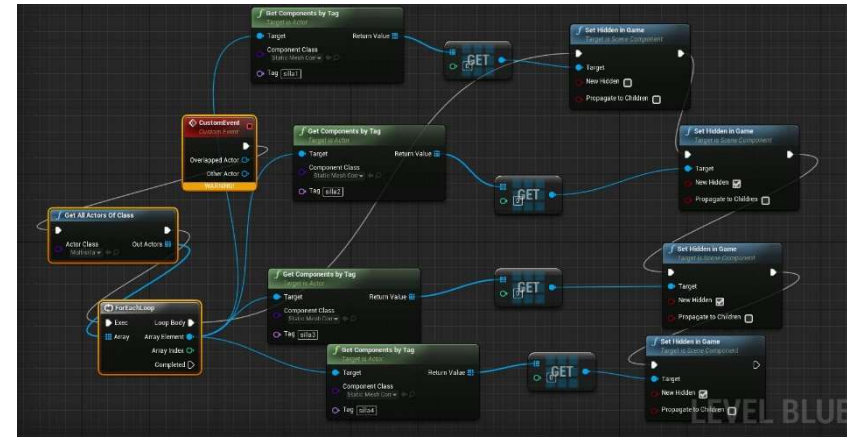 Get Components by Tag
Target is Actor
Target
Return Value
Component Class
Static Mesh Com
Tag silla1
GET
0
Set Hidden in Game
Target is Scene Component
Target
New Hidden
Propagate to Children
CustomEvent
Custom Event
Overlapped Actor
Other Actor
WARNING!
Get Components by Tag
Target is Actor
Target
Return Value
Component Class
Static Mesh Com
Tag silla2
GET
0
Set Hidden in Game
Target is Scene Component
Target
New Hidden
Propagate to Children
Get All Actors Of Class
Actor Class
Out Actors
ForEachLoop
Exec
Loop Body
Array
Array Element
Array Index
Completed
Get Components by Tag
Target is Actor
Target
Return Value
Component Class
Static Mesh Com
Tag silla3
GET
0
Set Hidden in Game
Target is Scene Component
Target
New Hidden
Propagate to Children
Get Components by Tag
Target is Actor
Target
Return Value
Component Class
Static Mesh Com
Tag silla4
GET
0
Set Hidden in Game
Target is Scene Component
Target
New Hidden
Propagate to Children
LEVEL BLUE